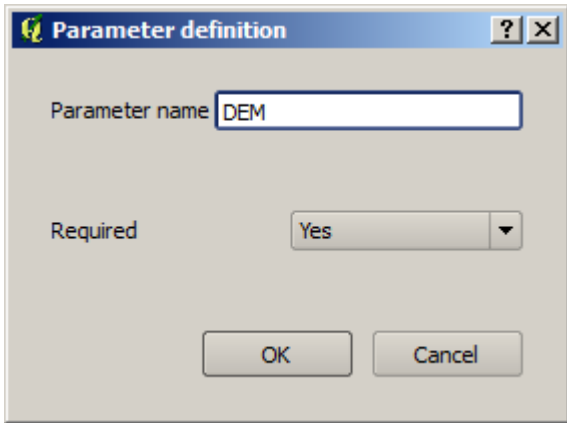 Parameter definition
?
Parameter name DEM
Required Yes
OK Cancel